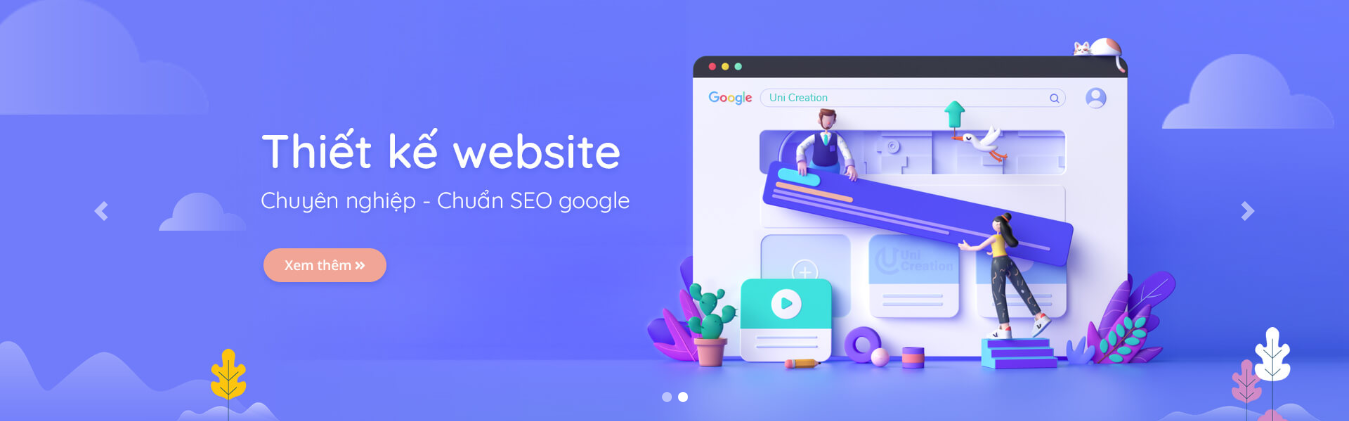 Thiết kế website
Chuyên nghiệp - Chuẩn SEO google
Xem thêm »
Google
Uni Creation
Uni
Creation